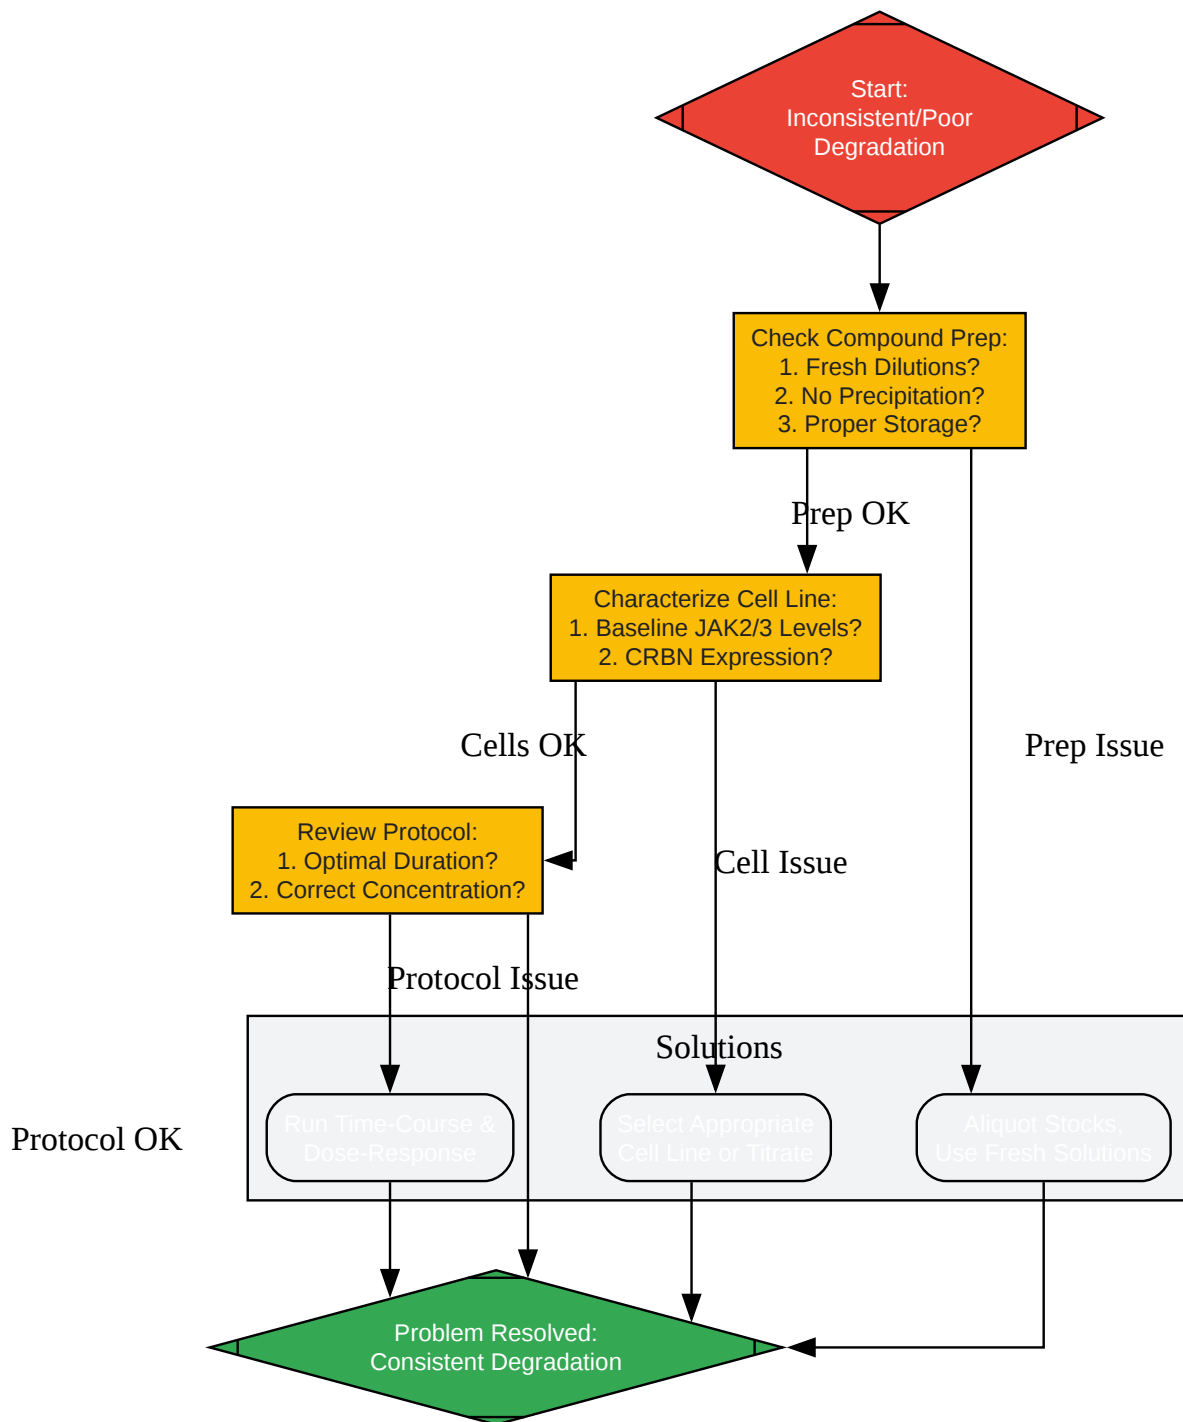 Start:
Inconsistent/Poor
Degradation
Check Compound Prep:
1. Fresh Dilutions?
2. No Precipitation?
3. Proper Storage?
Prep OK
Characterize Cell Line:
1. Baseline JAK2/3 Levels?
2. CRBN Expression?
Cells OK
Prep Issue
Review Protocol:
1. Optimal Duration?
2. Correct Concentration?
Cell Issue
Protocol Issue
Solutions
Run Time-Course &
Dose-Response
Select Appropriate
Cell Line or Titrate
Aliquot Stocks,
Use Fresh Solutions
Protocol OK
Problem Resolved:
Consistent Degradation